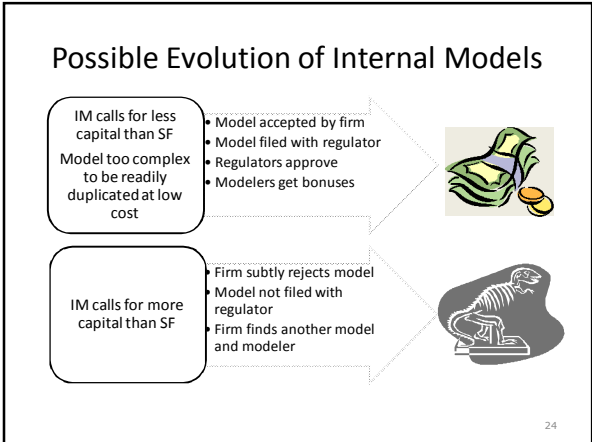 Possible Evolution of Internal Models
IM calls for less
capital than SF
Model too complex
to be readily
duplicated at low
cost
• Model accepted by firm
• Model filed with regulator
• Regulators approve
• Modelers get bonuses
IM calls for more
capital than SF
• Firm subtly rejects model
• Model not filed with
regulator
• Firm finds another model
and modeler
24